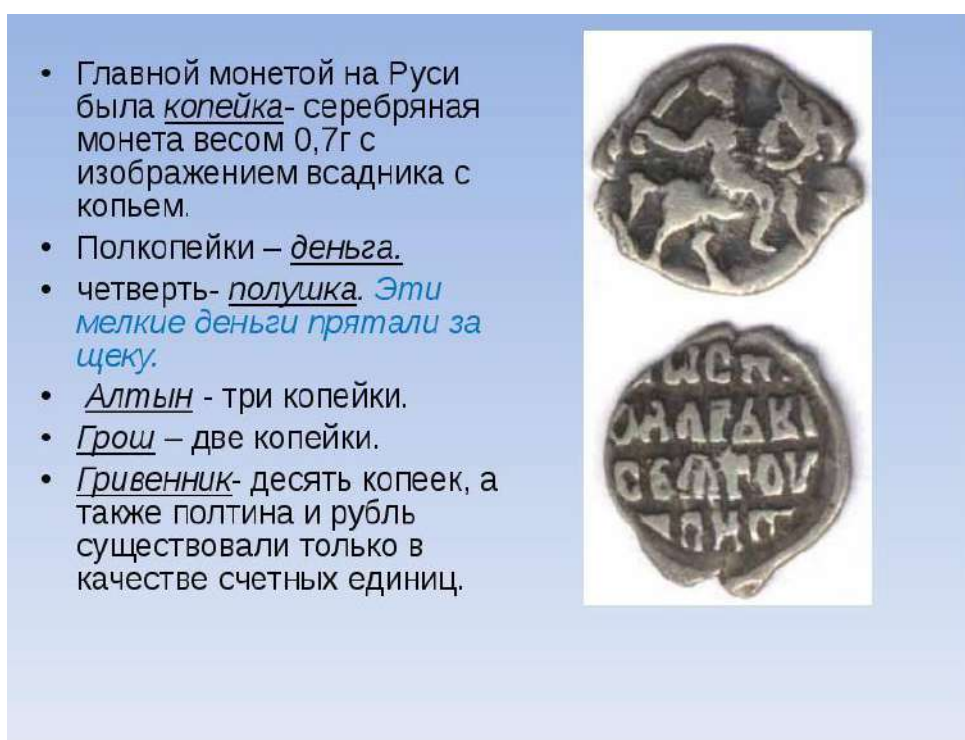 • Главной монетой на Руси
была копейка- серебряная
монета весом 0,7г с
изображением всадника с
копьем.
• Полкопейки – деньга.
• четверть- полушка. Эти
мелкие деньги прятали за
щеку.
• Алтын - три копейки.
• Грош – две копейки.
• Гривенник- десять копеек, а
также полтина и рубль
существовали только в
качестве счетных единиц.